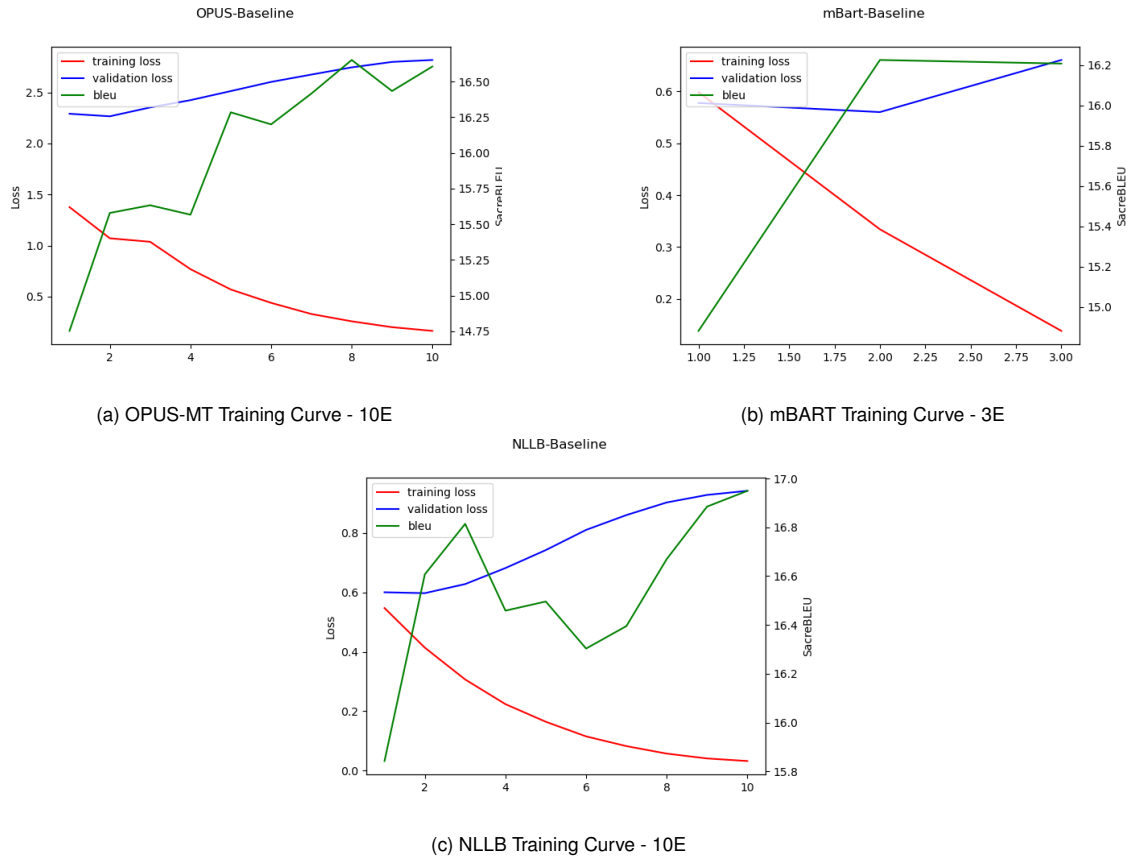 OPUS-Baseline
training loss
validation loss
bleu
2.5
2.0
1.5
1.0
0.5
Loss
16.50
16.25
16.00
15.75
15.50
15.25
15.00
14.75
SacreBLEU
2 4 6 8 10
(a) OPUS-MT Training Curve - 10E
mBart-Baseline
training loss
validation loss
bleu
0.6
0.5
0.4
0.3
0.2
Loss
16.2
16.0
15.8
15.6
15.4
15.2
15.0
SacreBLEU
1.00 1.25 1.50 1.75 2.00 2.25 2.50 2.75 3.00
(b) mBART Training Curve - 3E
NLLB-Baseline
training loss
validation loss
bleu
0.8
0.6
0.4
0.2
0.0
Loss
17.0
16.8
16.6
16.4
16.2
16.0
15.8
SacreBLEU
2 4 6 8 10
(c) NLLB Training Curve - 10E